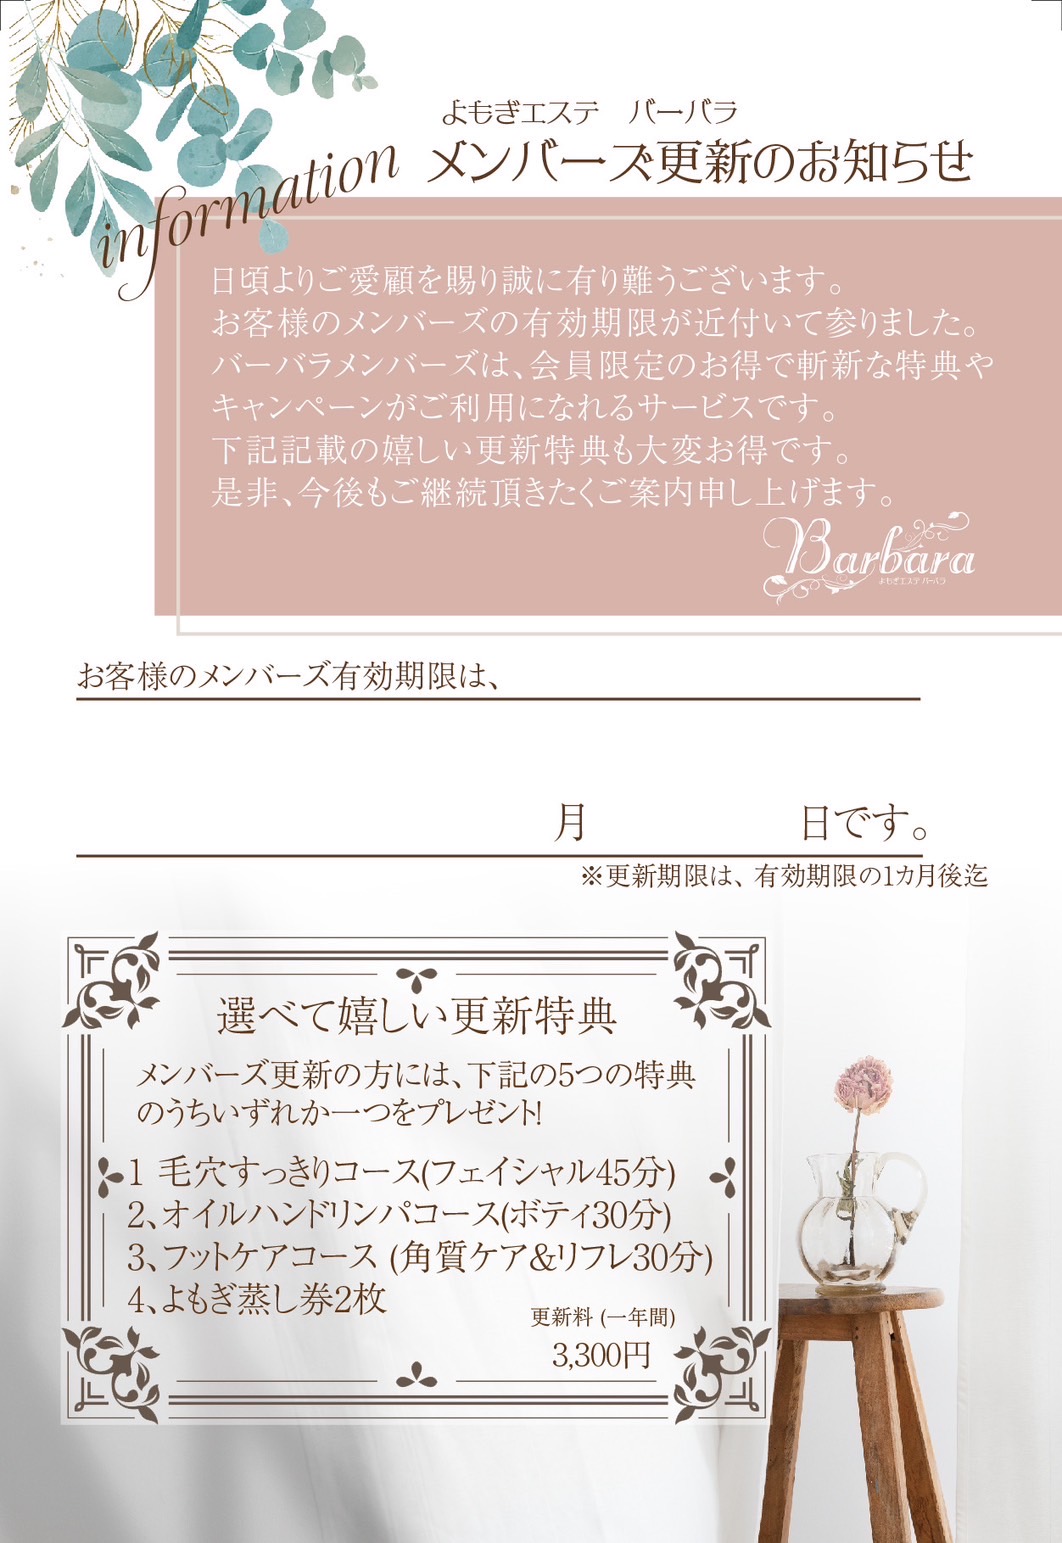 よもぎエステ　バーバラ
information メンバーズ更新のお知らせ
日頃よりご愛顧を賜り誠に有り難うございます。
お客様のメンバーズの有効期限が近付いて参りました。
バーバラメンバーズは、会員限定のお得で斬新な特典や
キャンペーンがご利用になれるサービスです。
下記記載の嬉しい更新特典も大変お得です。
是非、今後もご継続頂きたくご案内申し上げます。
Barbara
よもぎエステ バーバラ
お客様のメンバーズ有効期限は、
月　　　日です。
※更新期限は、有効期限の1カ月後迄
選べて嬉しい更新特典
メンバーズ更新の方には、下記の5つの特典
のうちいずれか一つをプレゼント!
1 毛穴すっきりコース(フェイシャル45分)
2、オイルハンドリンパコース(ボティ30分)
3、フットケアコース (角質ケア&リフレ30分)
4、よもぎ蒸し券2枚
更新料 (一年間)
3,300円